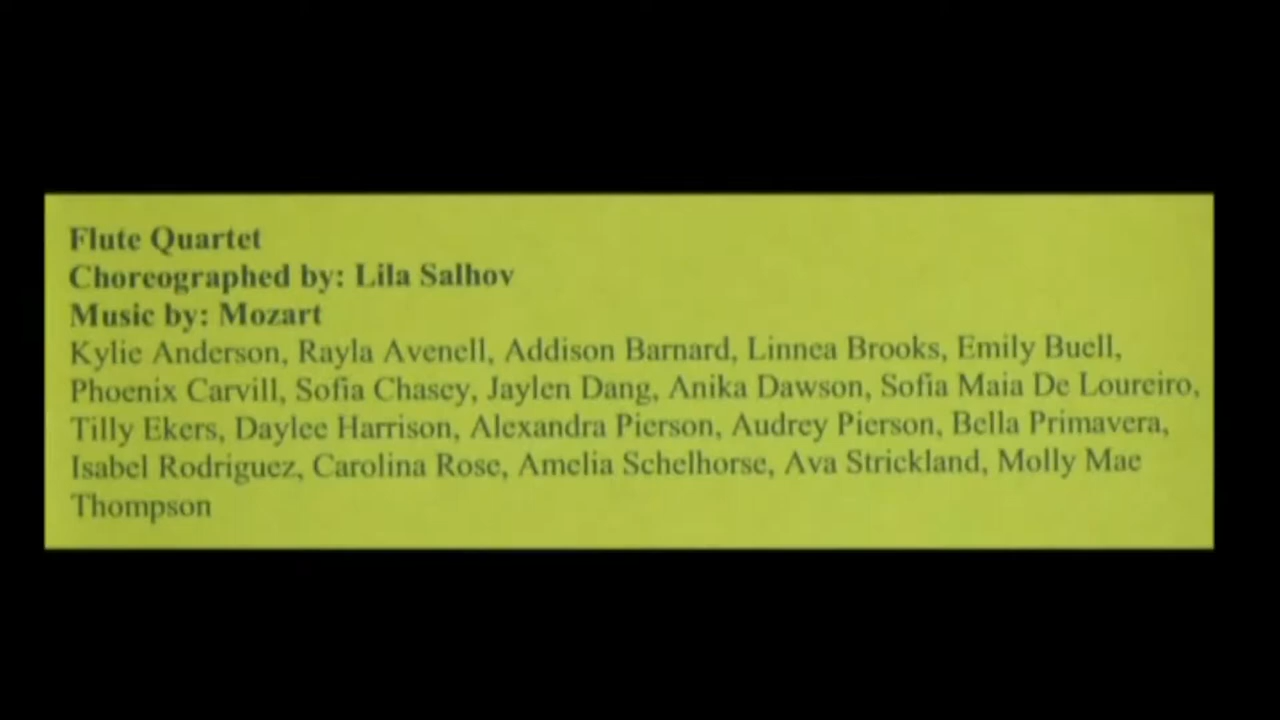 Flute Quartet
Choreographed by: Lila Salhov
Music by: Mozart
Kylie Anderson, Rayla Avenell, Addison Barnard, Linnea Brooks, Emily Buell,
Phoenix Carvill, Sofia Chasey, Jaylen Dang, Anika Dawson, Sofia Maia De Loureiro,
Tilly Ekers, Daylee Harrison, Alexandra Pierson, Audrey Pierson, Bella Primavera,
Isabel Rodriguez, Carolina Rose, Amelia Schelhorse, Ava Strickland, Molly Mae
Thompson